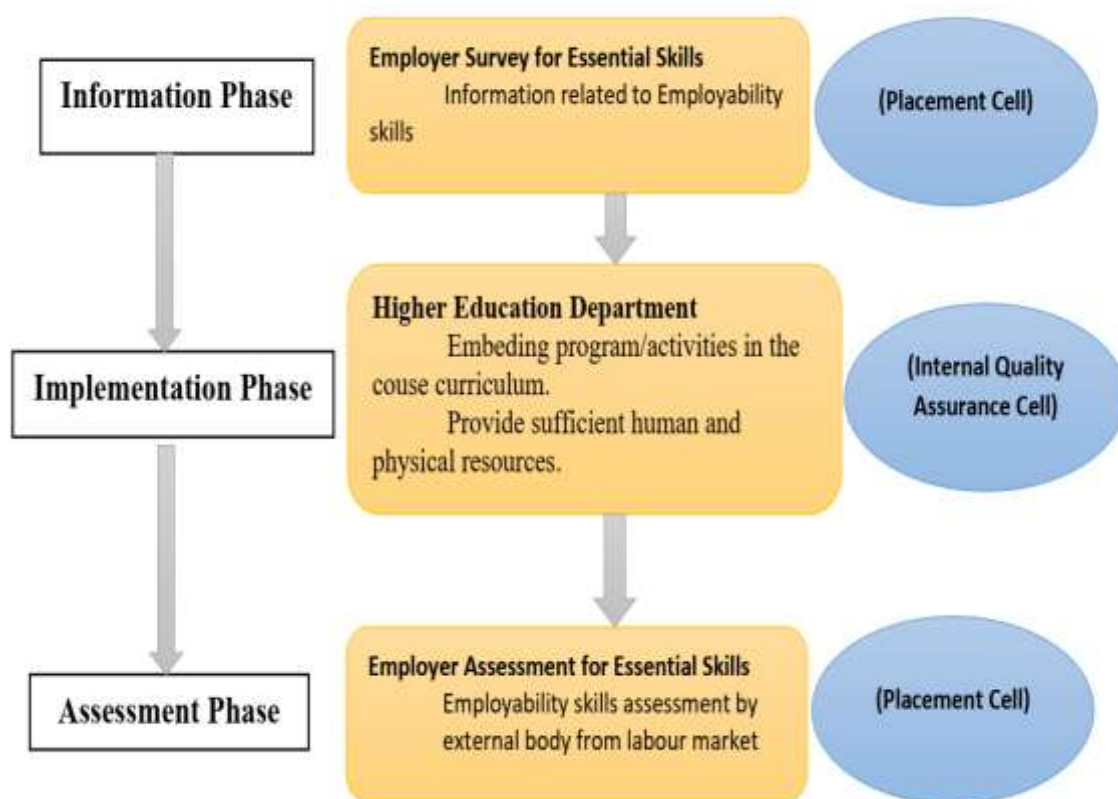 Information Phase
Employer Survey for Essential Skills
Information related to Employability
skills
(Placement Cell)
Implementation Phase
Higher Education Department
Embeding program/activities in the
couse curriculum.
Provide sufficient human and
physical resources.
(Internal Quality
Assurance Cell)
Assessment Phase
Employer Assessment for Essential Skills
Employability skills assessment by
external body from labour market
(Placement Cell)